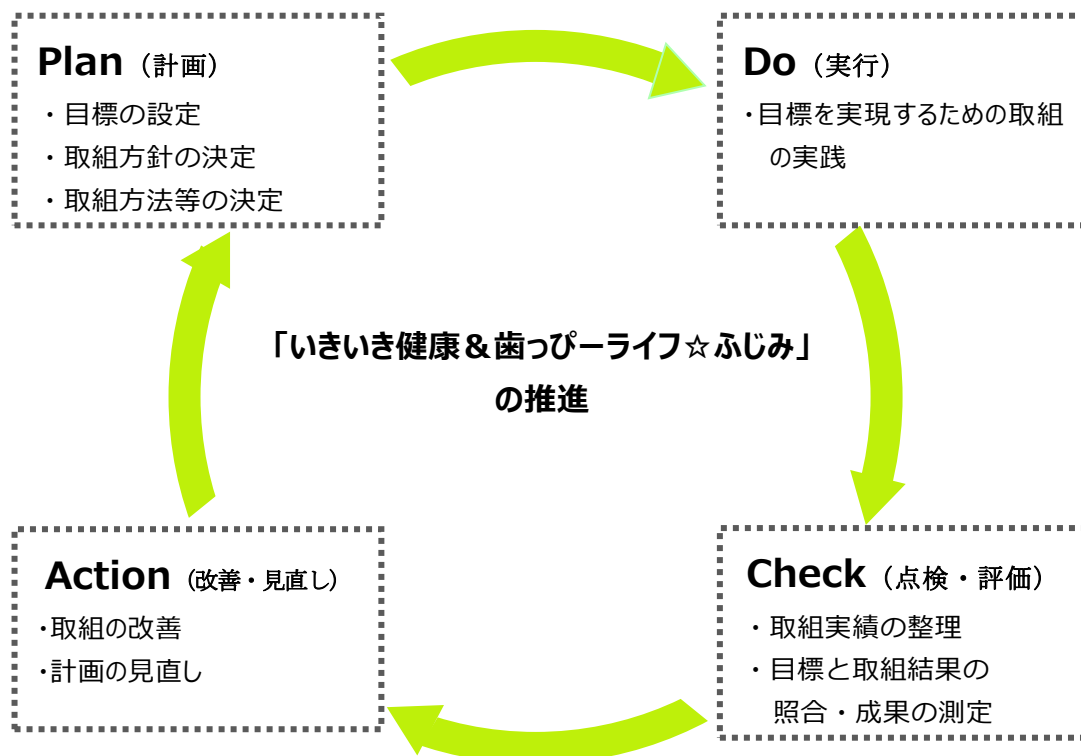 Plan（計画）
・目標の設定
・取組方針の決定
・取組方法等の決定
Do（実行）
・目標を実現するための取組
の実践
「いきいき健康＆歯っぴーライフ☆ふじみ」
の推進
Action（改善・見直し）
・取組の改善
・計画の見直し
Check（点検・評価）
・取組実績の整理
・目標と取組結果の
照合・成果の測定